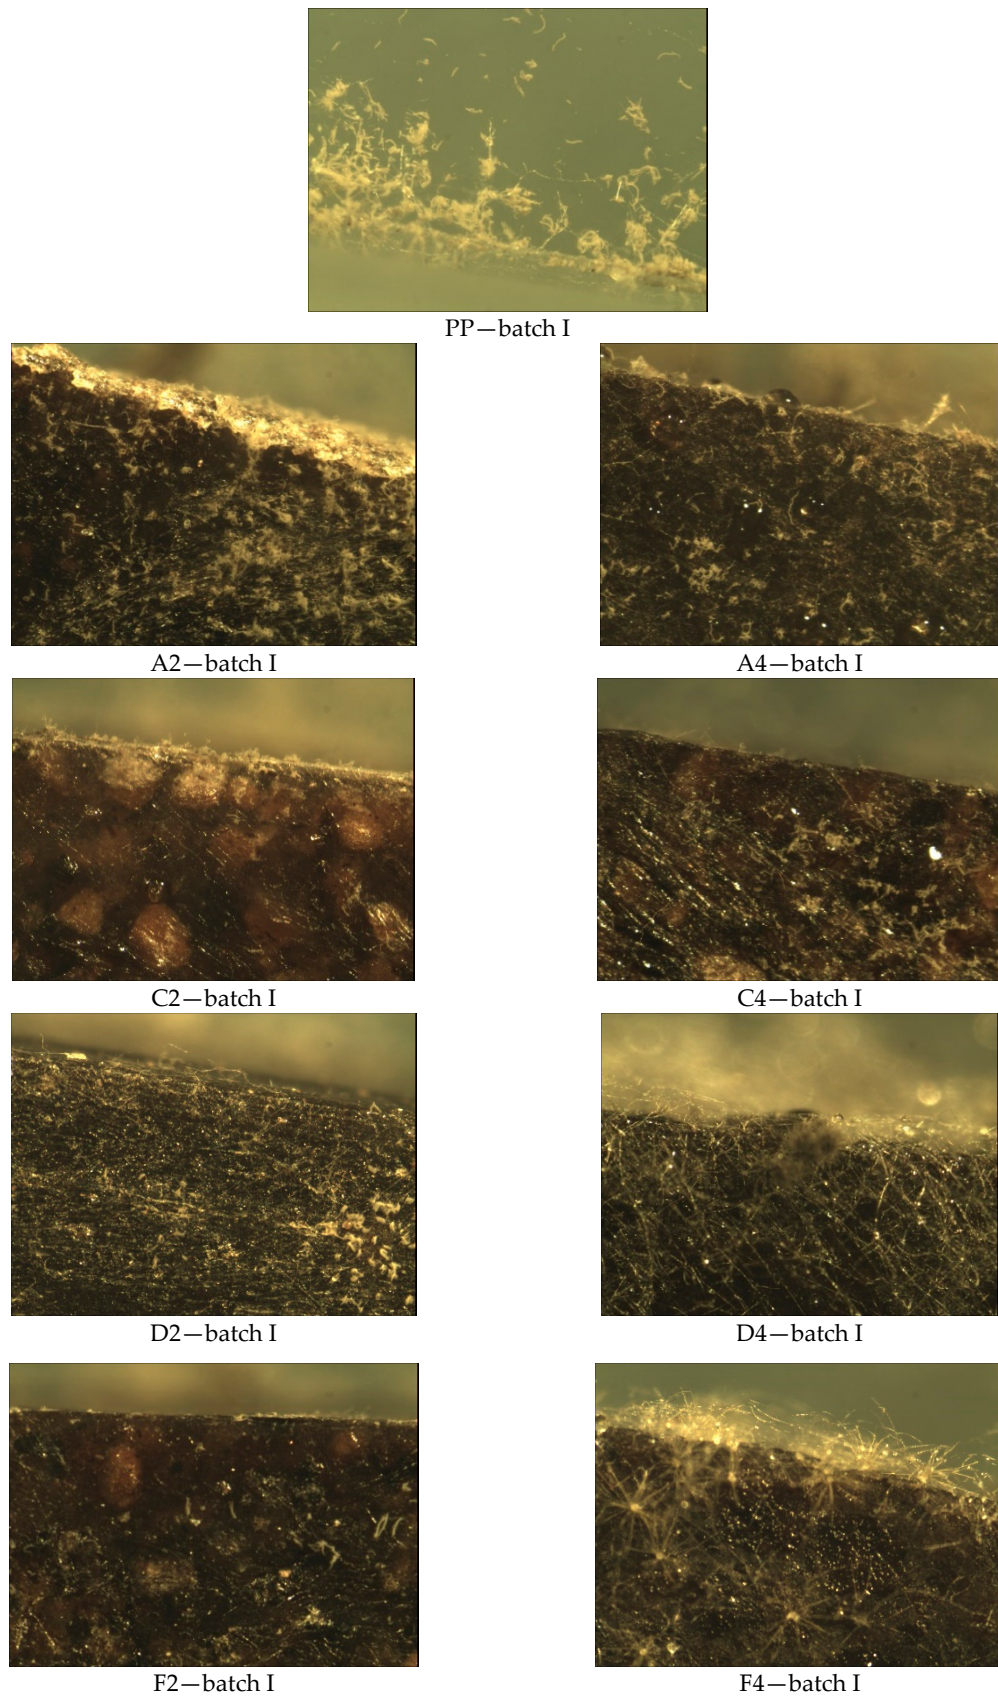 PP—batch I
A2—batch I
A4—batch I
C2—batch I
C4—batch I
D2—batch I
D4—batch I
F2—batch I
F4—batch I